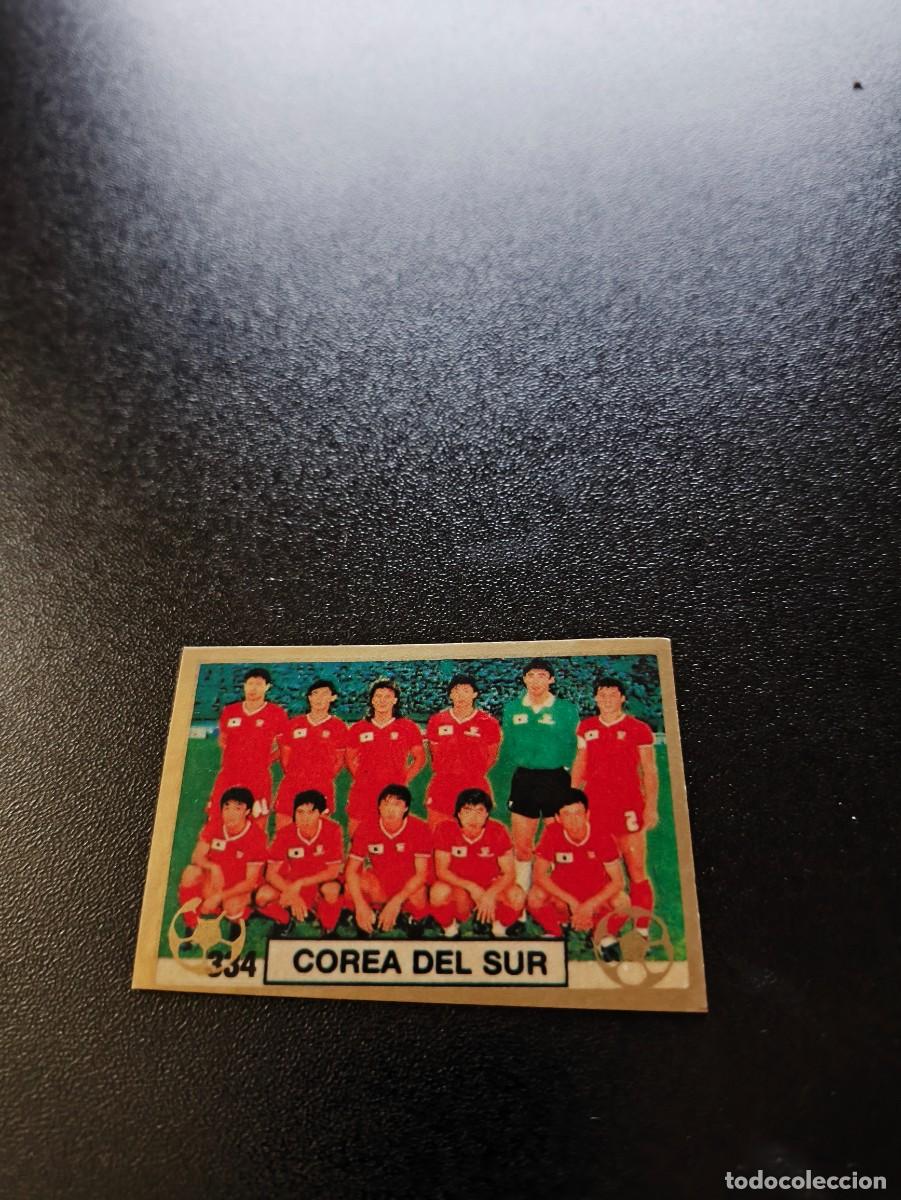 334
COREA DEL SUR
todocoleccion